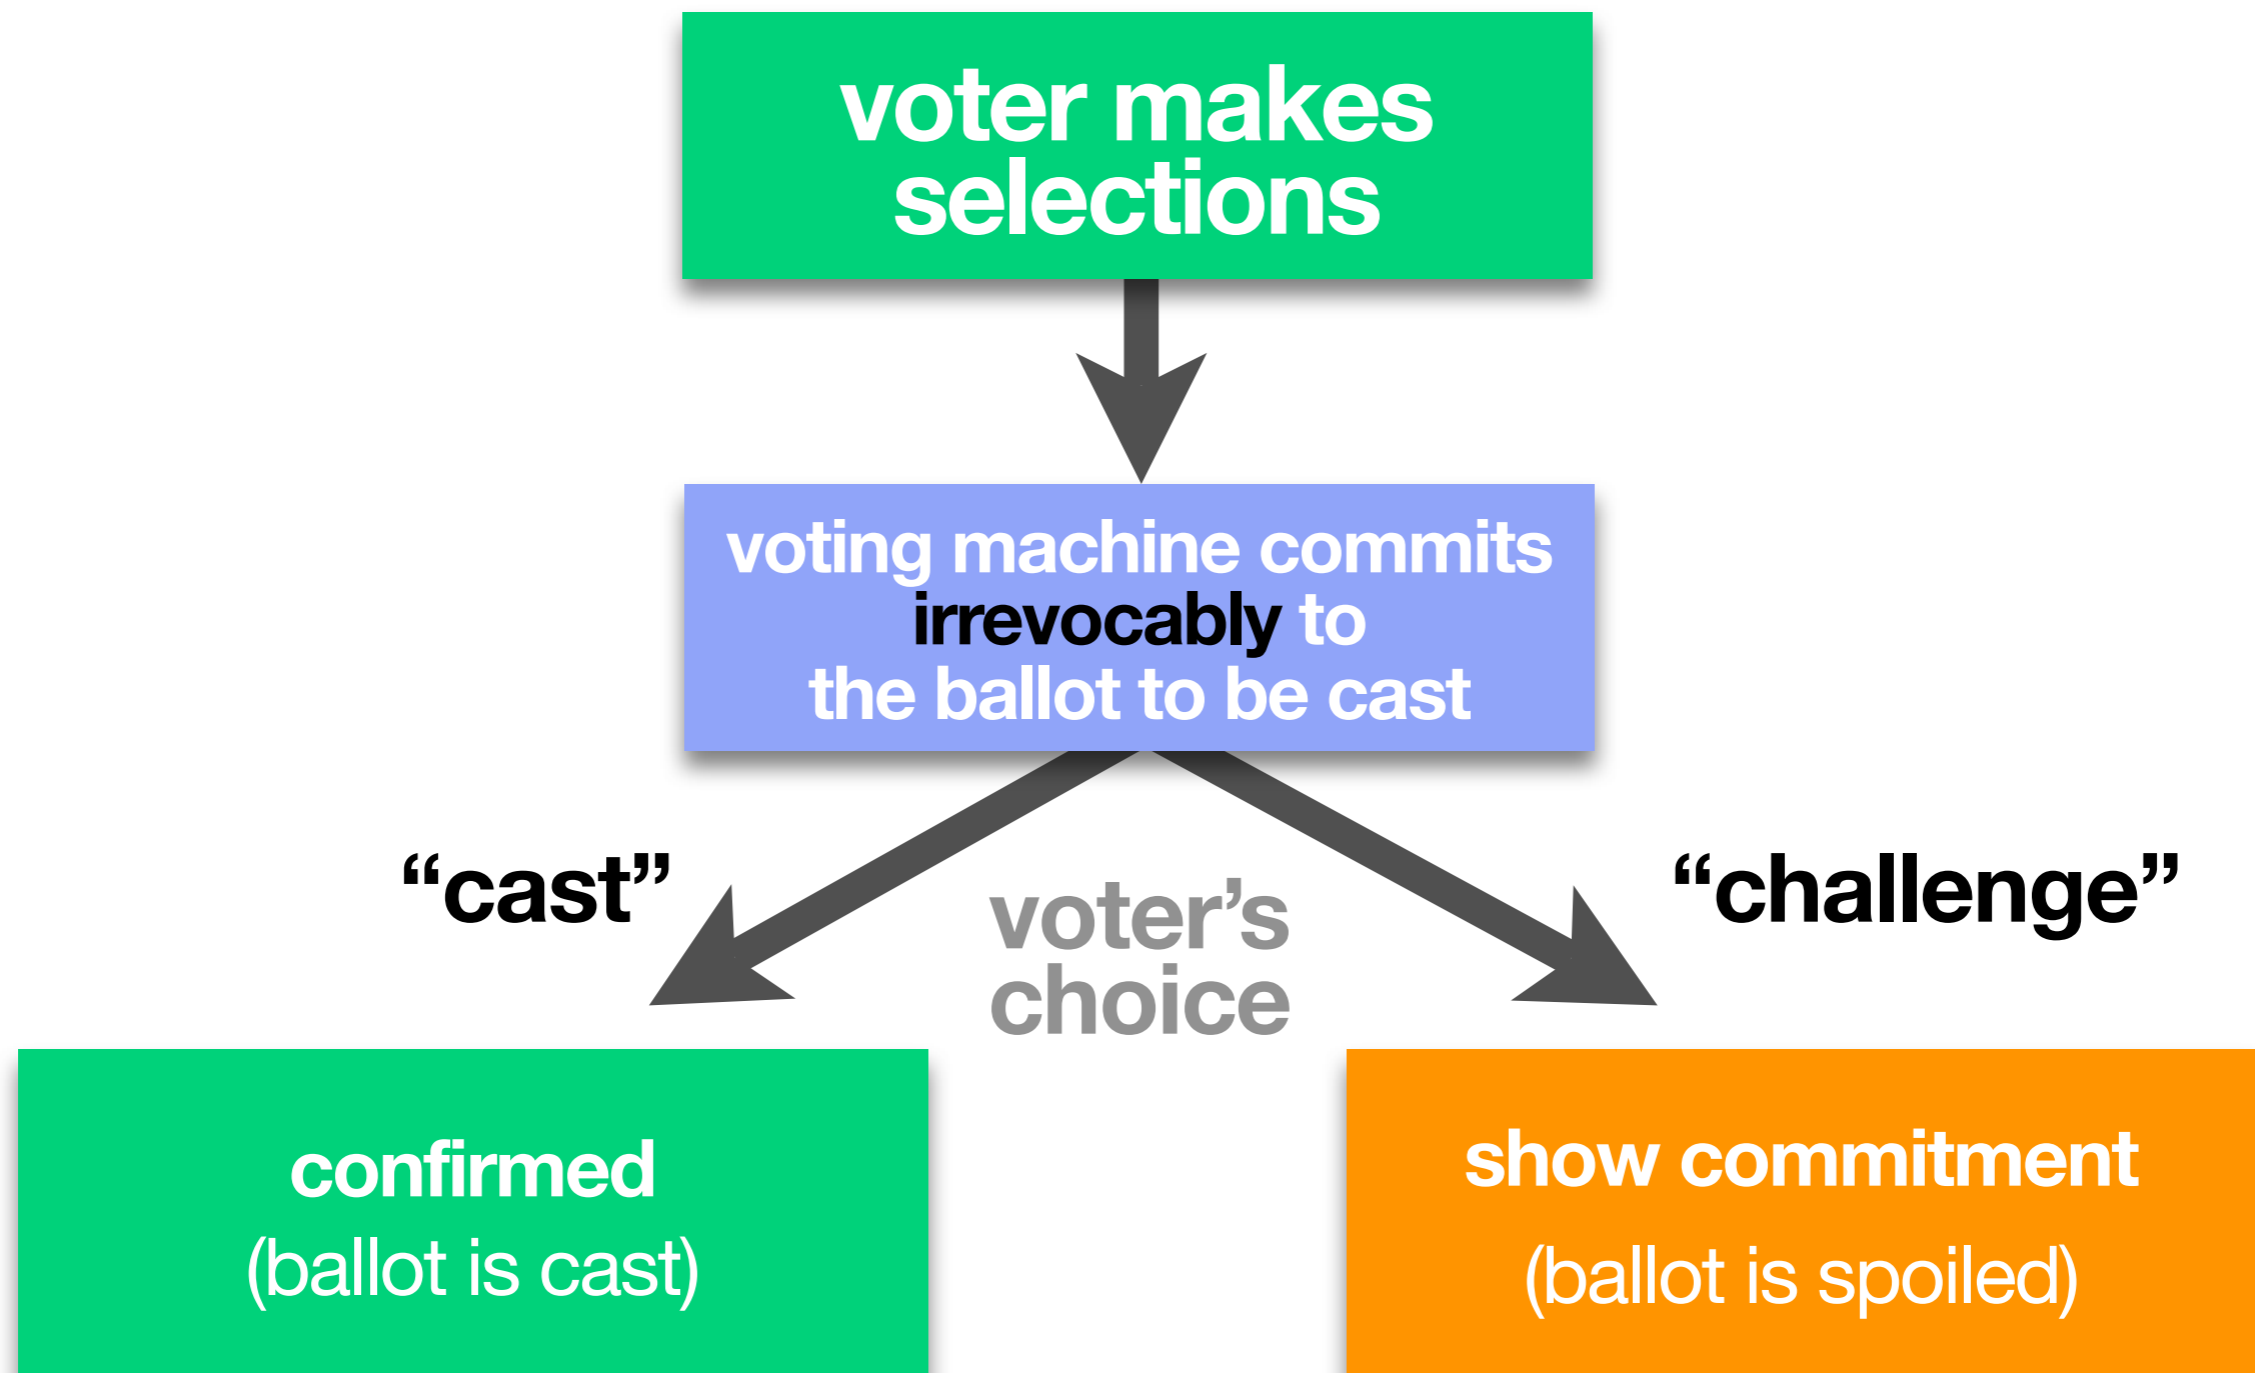 voter makes
selections
voting machine commits
irrevocably to
the ballot to be cast
“cast”
voter’s
choice
“challenge”
confirmed
(ballot is cast)
show commitment
(ballot is spoiled)